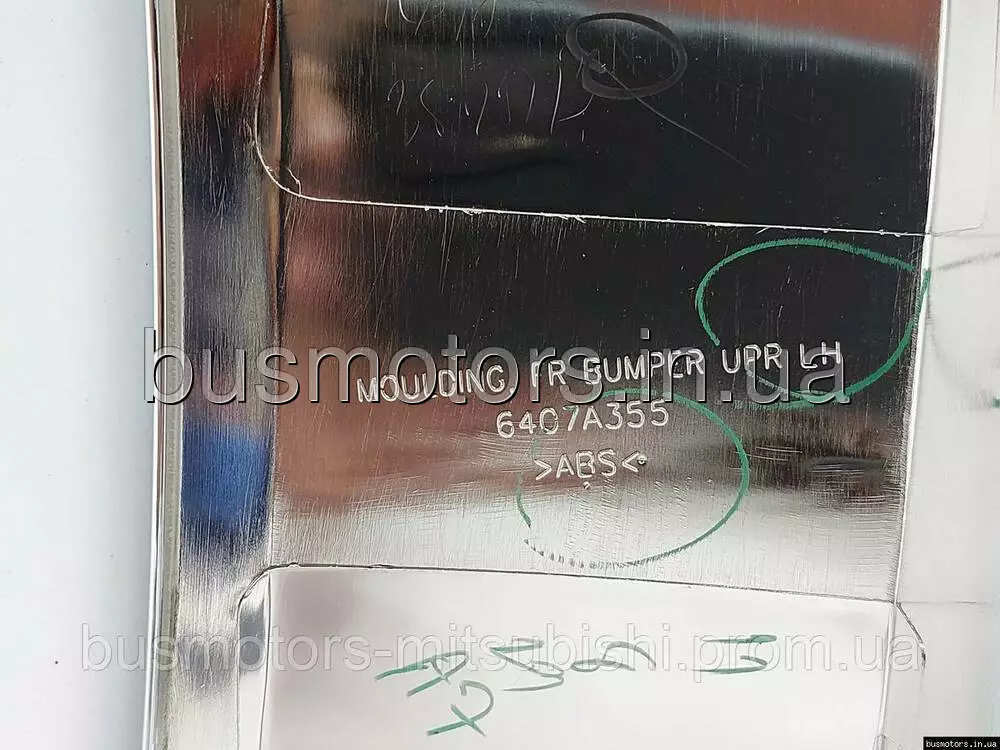 busmotors.in.ua
MOULDING, FR BUMPER UPR LH
6407A355
>ABS<
busmotors-mitsubishi.prom.ua
busmotors.in.ua